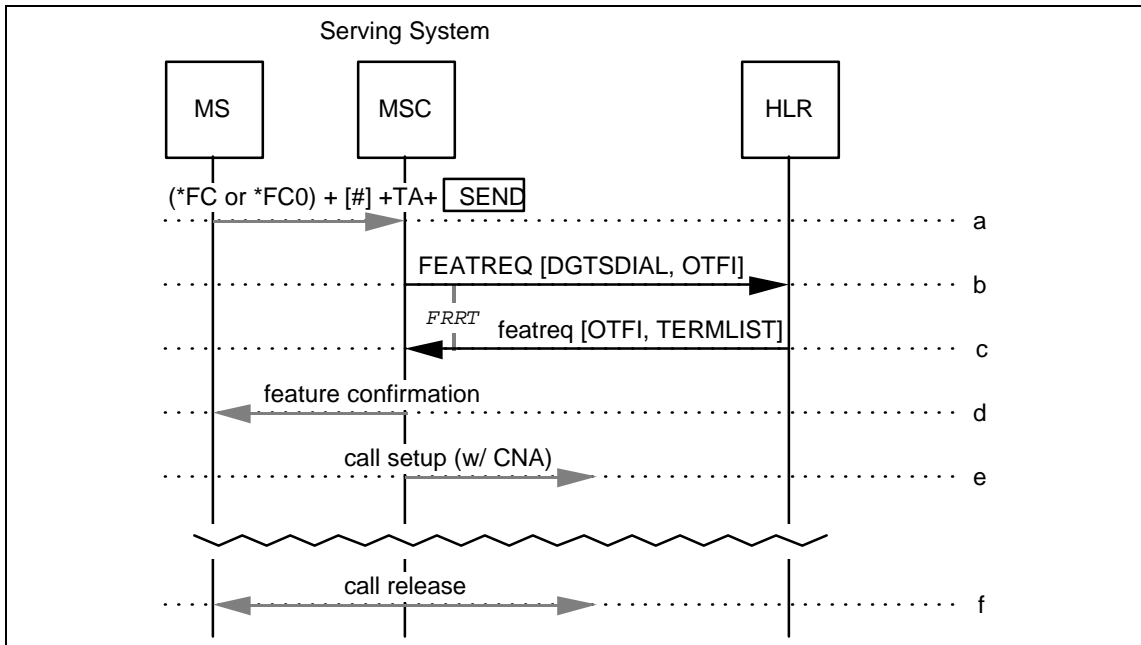 Serving System
MS
MSC
HLR
(*FC or *FC0) + [#] +TA+ SEND
a
FEATREQ [DGTSDIAL, OTFI]
b
FRRT
featreq [OTFI, TERMLIST]
c
feature confirmation
d
call setup (w/ CNA)
e
call release
f